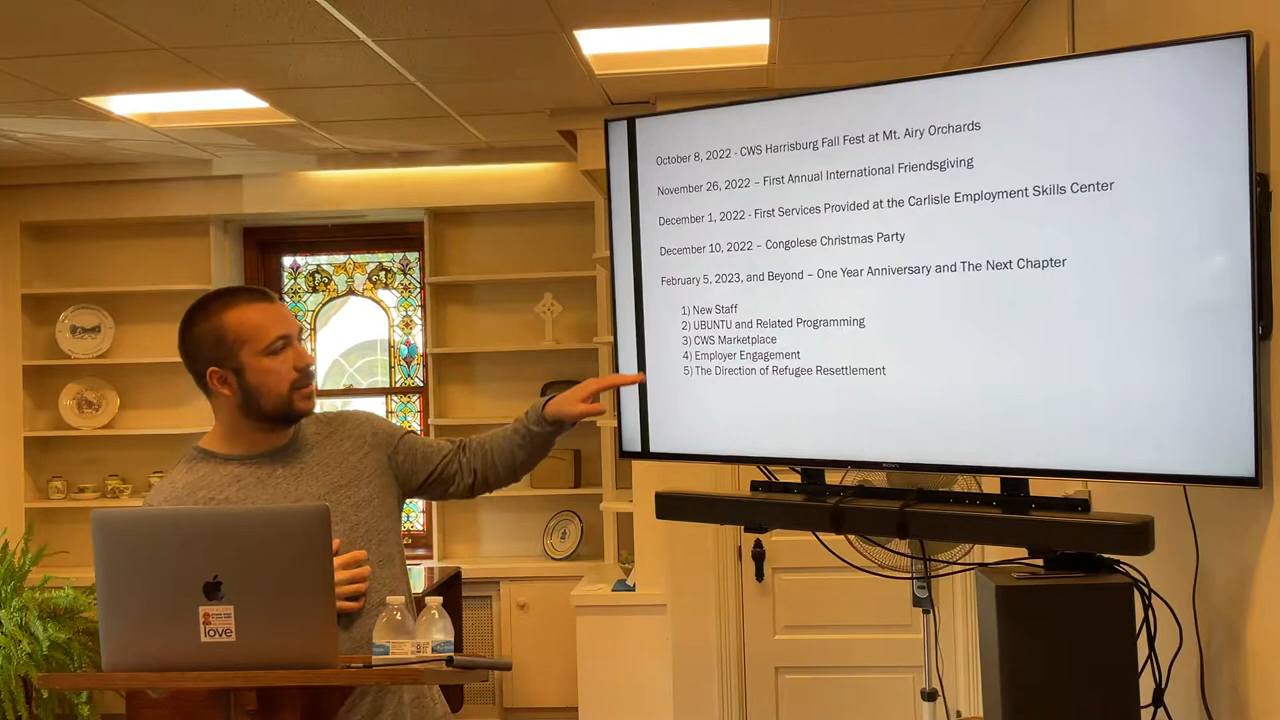 October 8, 2022 - CWS Harrisburg Fall Fest at Mt. Airy Orchards
November 26, 2022 – First Annual International Friendsgiving
December 1, 2022 - First Services Provided at the Carlisle Employment Skills Center
December 10, 2022 – Congolese Christmas Party
February 5, 2023, and Beyond – One Year Anniversary and The Next Chapter
1) New Staff
2) UBUNTU and Related Programming
3) CWS Marketplace
4) Employer Engagement
5) The Direction of Refugee Resettlement
SONY
love